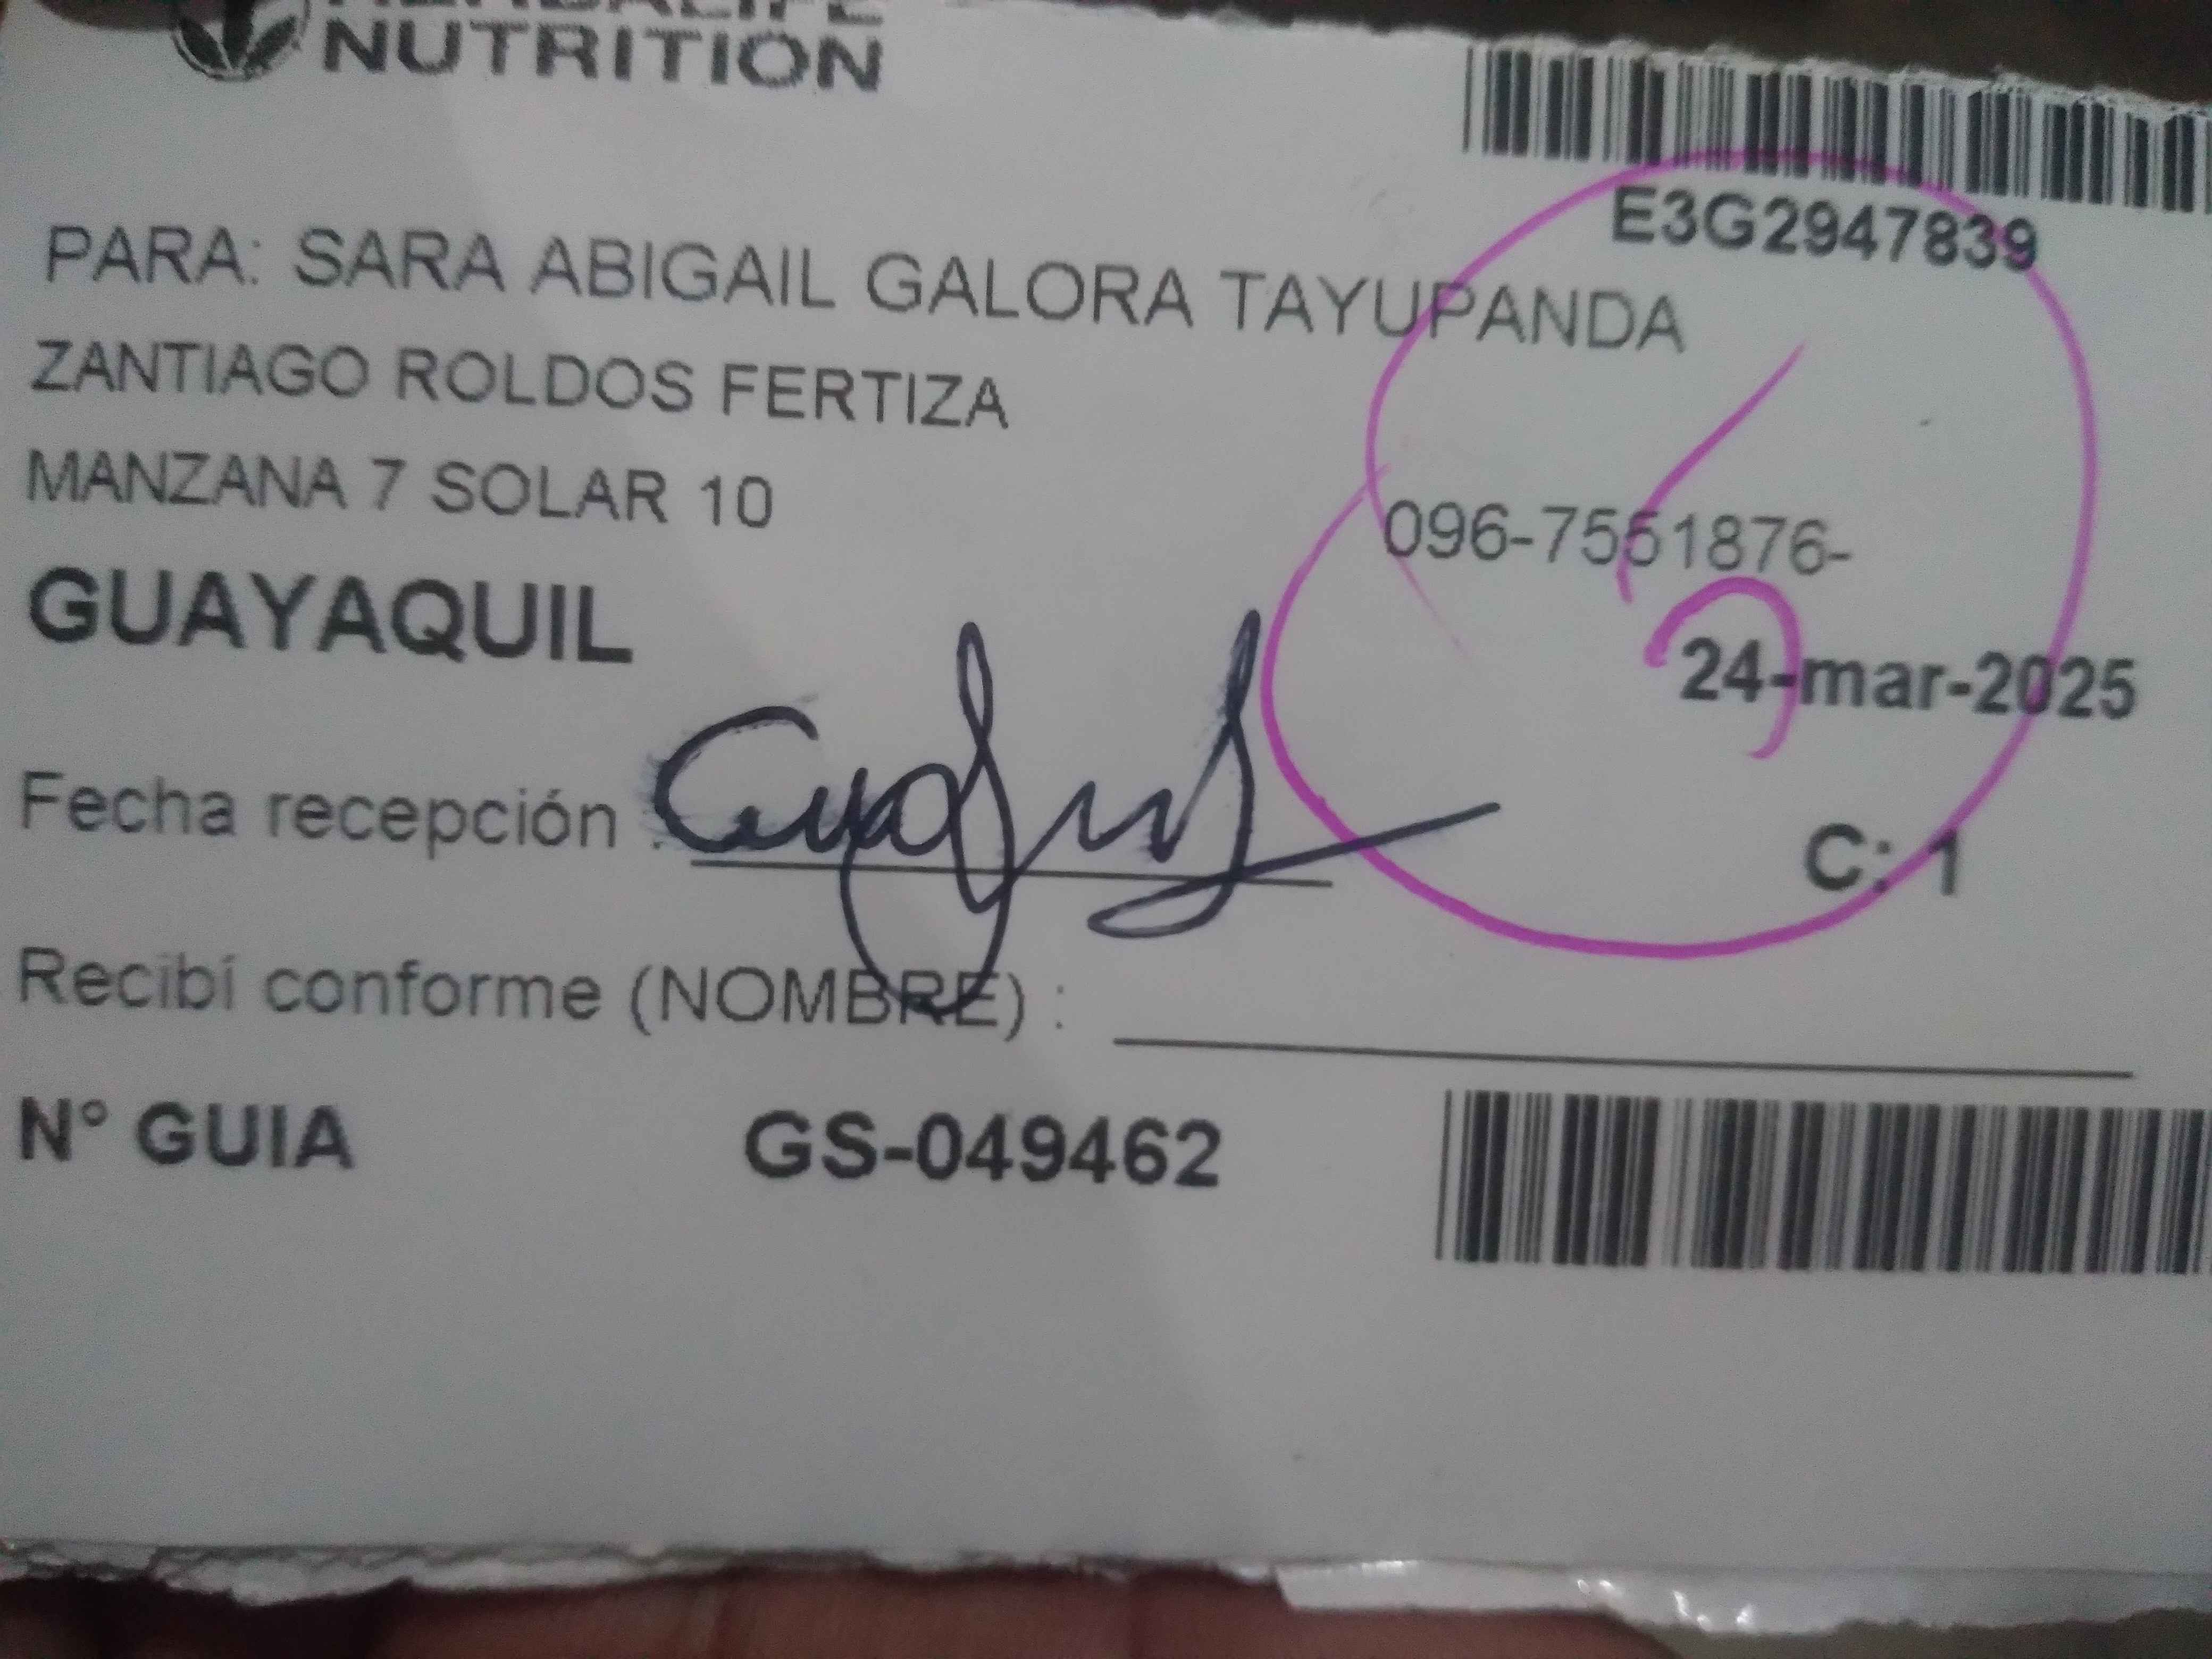 NUTRITION
E3G2947839
PARA: SARA ABIGAIL GALORA TAYUPANDA
ZANTIAGO ROLDOS FERTIZA
MANZANA 7 SOLAR 10
096-7551876-
GUAYAQUIL
24-mar-2025
Fecha recepción :
C: 1
Recibí conforme (NOMBRE) :
N° GUIA GS-049462